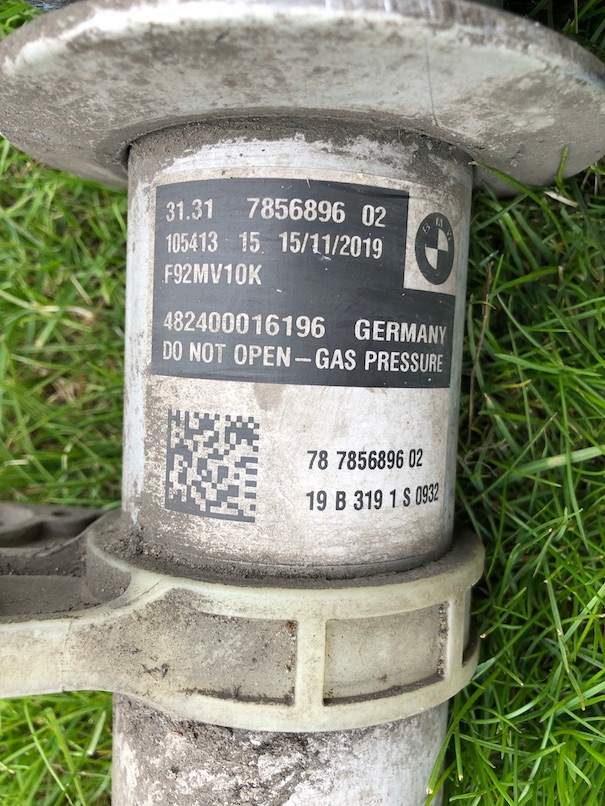 31.31 7856896 02
105413 15 15/11/2019
BMW
F92MV10K
482400016196 GERMANY
DO NOT OPEN – GAS PRESSURE
78 7856896 02
19 B 319 1 S 0932